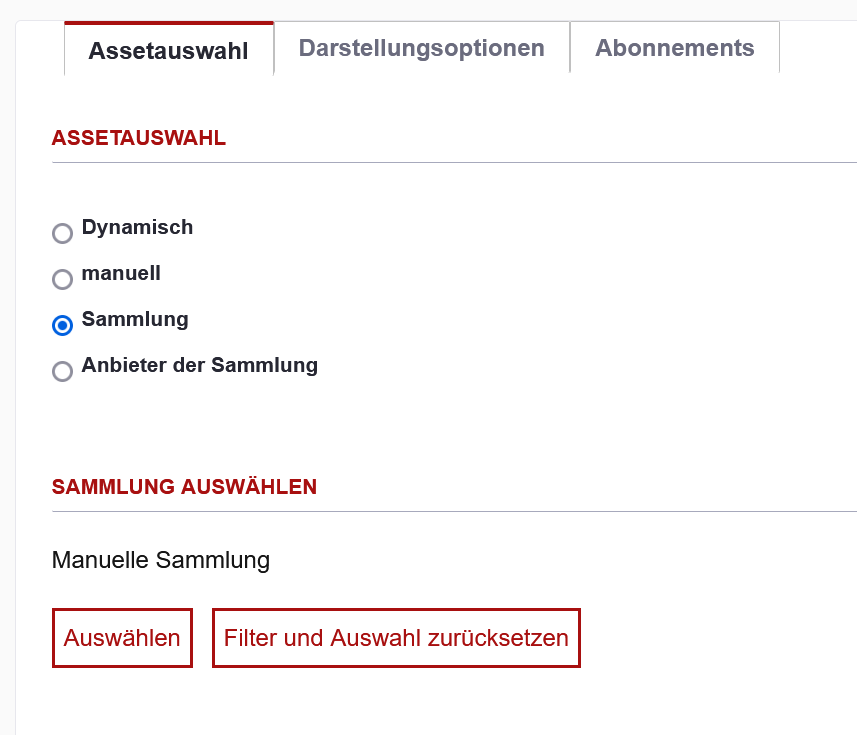 Assetauswahl Darstellungsoptionen Abonnements
ASSETAUSWAHL
Dynamisch
manuell
Sammlung
Anbieter der Sammlung
SAMMLUNG AUSWÄHLEN
Manuelle Sammlung
Auswählen Filter und Auswahl zurücksetzen